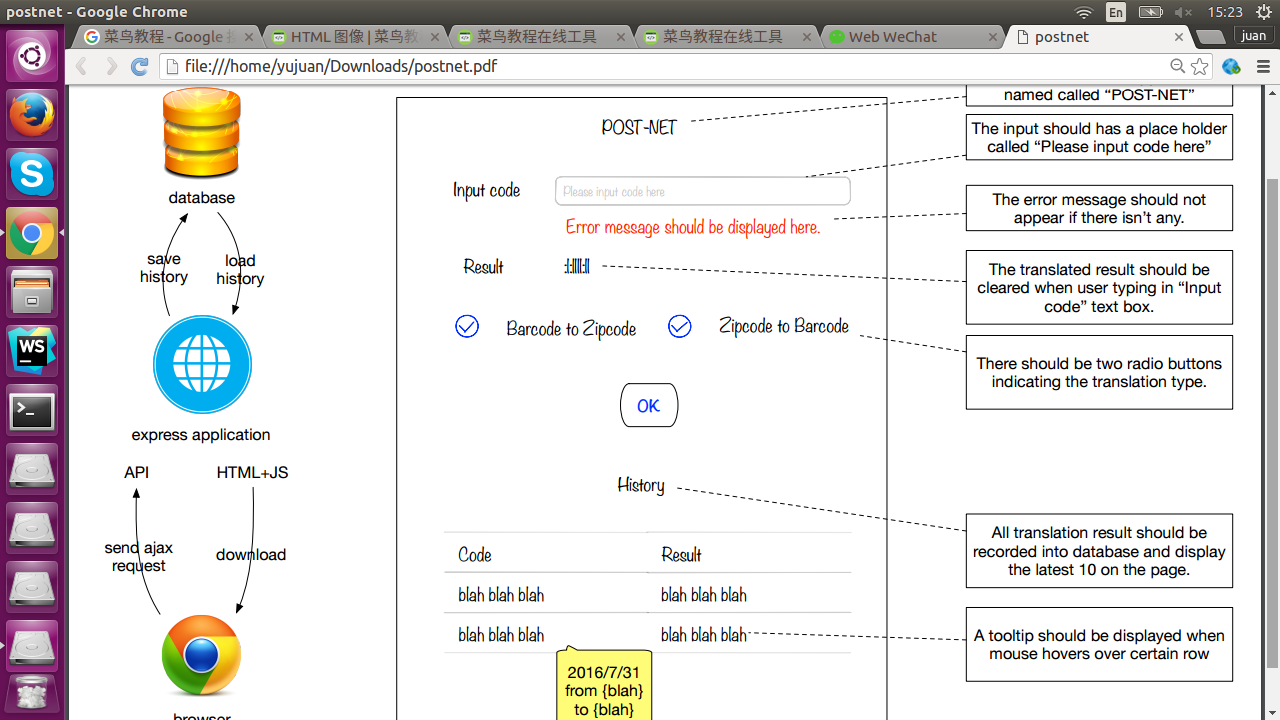 postnet - Google Chrome
En
15:23
菜鸟教程 - Google
HTML 图像 | 菜鸟
菜鸟教程在线工具
菜鸟教程在线工具
Web WeChat
postnet
juan
file:///home/yujuan/Downloads/postnet.pdf
database
save
history
load
history
express application
API
HTML+JS
send ajax
request
download
browser
POST-NET
Input code
Please input code here
Error message should be displayed here.
Result
Barcode to Zipcode
Zipcode to Barcode
OK
History
Code
Result
blah blah blah
blah blah blah
blah blah blah
blah blah blah
2016/7/31
from {blah}
to {blah}
named called “POST-NET”
The input should has a place holder
called “Please input code here”
The error message should not
appear if there isn’t any.
The translated result should be
cleared when user typing in “Input
code” text box.
There should be two radio buttons
indicating the translation type.
All translation result should be
recorded into database and display
the latest 10 on the page.
A tooltip should be displayed when
mouse hovers over certain row
WS